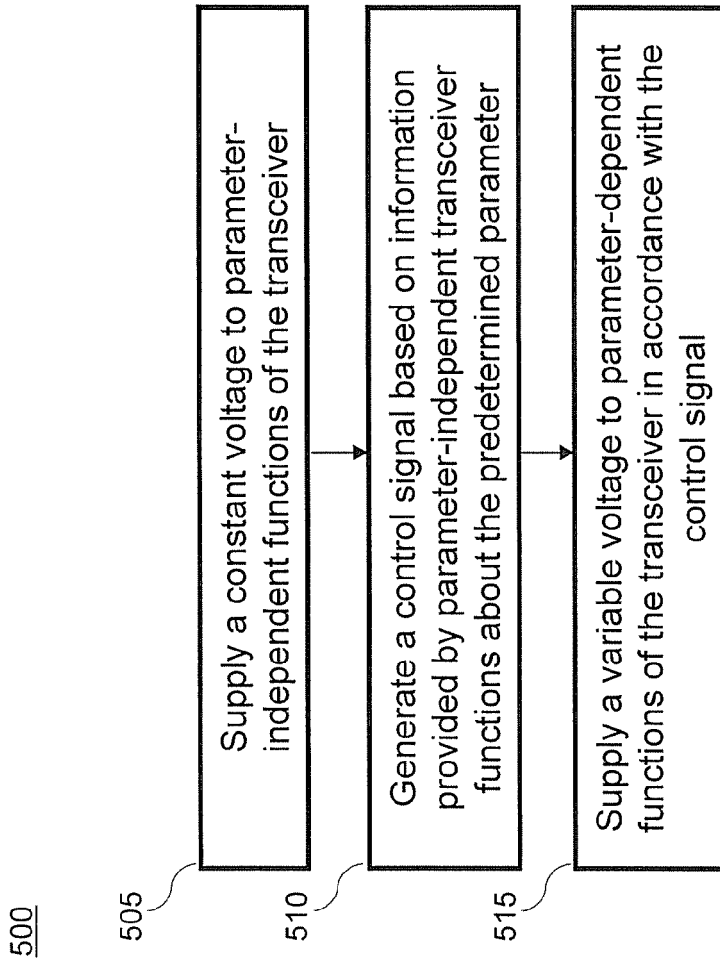 500
505
Supply a constant voltage to parameter-
independent functions of the transceiver
510
Generate a control signal based on information
provided by parameter-independent transceiver
functions about the predetermined parameter
515
Supply a variable voltage to parameter-dependent
functions of the transceiver in accordance with the
control signal